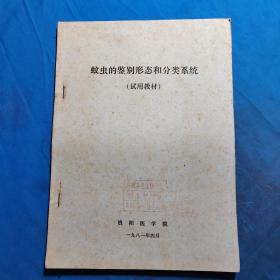 蚊虫的鉴别形态和分类系统
（试用教材）
贵阳医学院
一九八一年四月